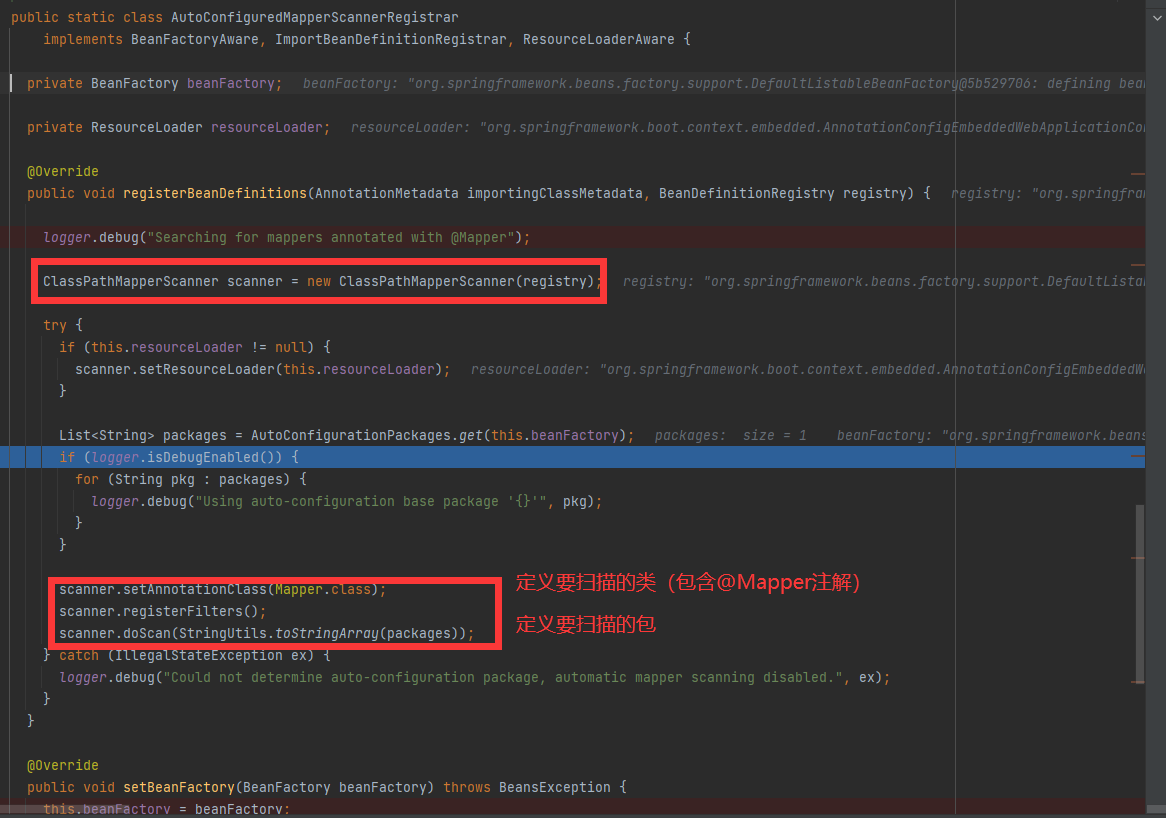 public static class AutoConfiguredMapperScannerRegistrar
implements BeanFactoryAware, ImportBeanDefinitionRegistrar, ResourceLoaderAware {
private BeanFactory beanFactory; beanFactory: "org.springframework.beans.factory.support.DefaultListableBeanFactory@5b529706: defining bea
private ResourceLoader resourceLoader; resourceLoader: "org.springframework.boot.context.embedded.AnnotationConfigEmbeddedWebApplicationCo
@Override
public void registerBeanDefinitions(AnnotationMetadata importingClassMetadata, BeanDefinitionRegistry registry) { registry: "org.springfram
logger.debug("Searching for mappers annotated with @Mapper");
ClassPathMapperScanner scanner = new ClassPathMapperScanner(registry); registry: "org.springframework.beans.factory.support.DefaultLista
try {
if (this.resourceLoader != null) {
scanner.setResourceLoader(this.resourceLoader); resourceLoader: "org.springframework.boot.context.embedded.AnnotationConfigEmbeddedW
}
List<String> packages = AutoConfigurationPackages.get(this.beanFactory); packages: size = 1 beanFactory: "org.springframework.beans
if (logger.isDebugEnabled()) {
for (String pkg : packages) {
logger.debug("Using auto-configuration base package '{}'", pkg);
}
}
scanner.setAnnotationClass(Mapper.class); 定义要扫描的类（包含@Mapper注解）
scanner.registerFilters();
scanner.doScan(StringUtils.toStringArray(packages)); 定义要扫描的包
} catch (IllegalStateException ex) {
logger.debug("Could not determine auto-configuration package, automatic mapper scanning disabled.", ex);
}
}
@Override
public void setBeanFactory(BeanFactory beanFactory) throws BeansException {
this.beanFactory = beanFactory;